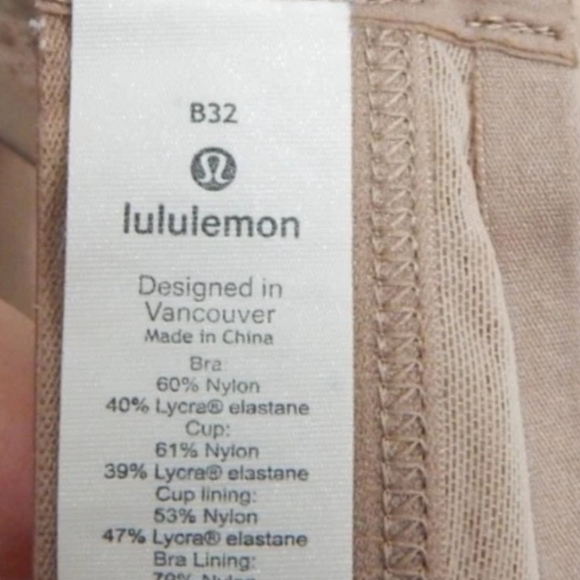 B32
lululemon
Designed in
Vancouver
Made in China
Bra:
60% Nylon
40% Lycra® elastane
Cup:
61% Nylon
39% Lycra® elastane
Cup lining:
53% Nylon
47% Lycra® elastane
Bra Lining:
Nylon